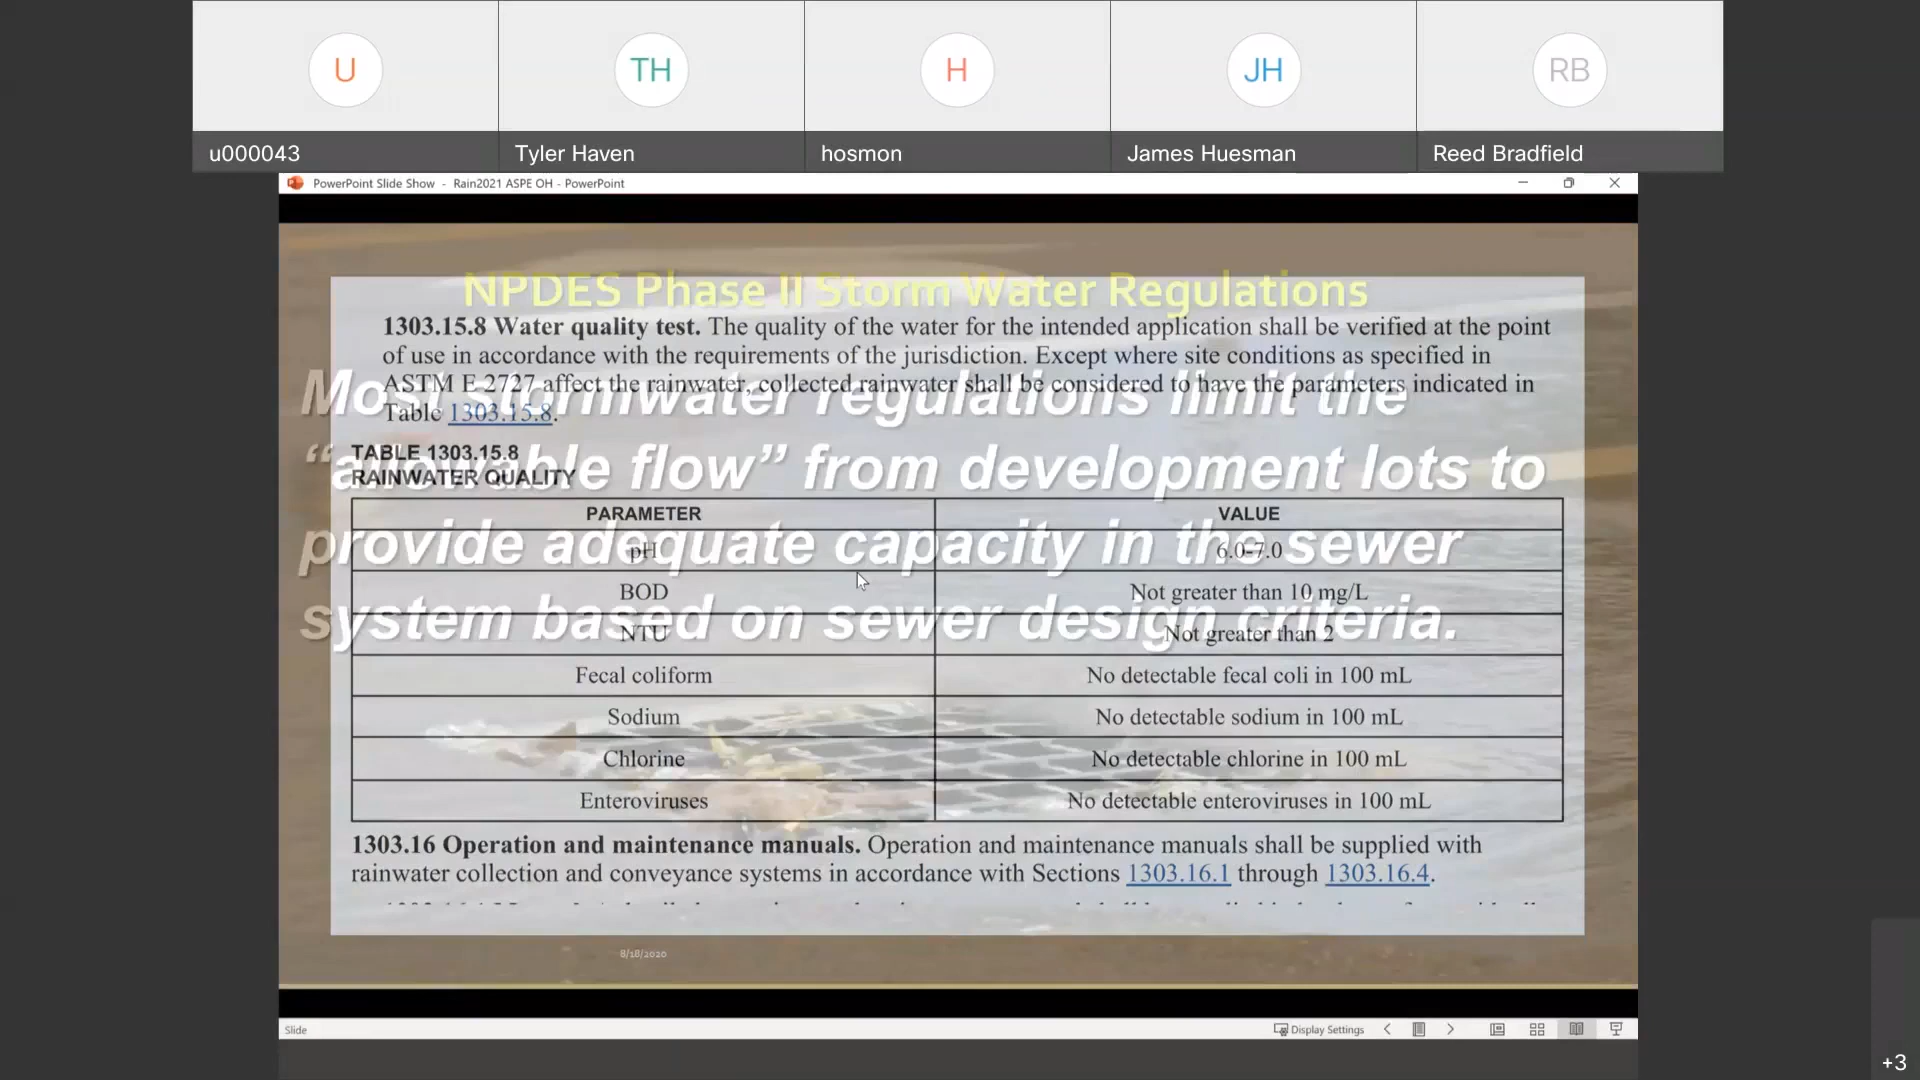 U
TH
H
JH
RB
u000043
Tyler Haven
hosmon
James Huesman
Reed Bradfield
PowerPoint Slide Show - Rain2021 ASPE OH - PowerPoint
NPDES Phase II Storm Water Regulations
1303.15.8 Water quality test. The quality of the water for the intended application shall be verified at the point
of use in accordance with the requirements of the jurisdiction. Except where site conditions as specified in
ASTM E 2727 affect the rainwater, collected rainwater shall be considered to have the parameters indicated in
Table 1303.15.8.
Most stormwater regulations limit the
“allowable flow” from development lots to
provide adequate capacity in the sewer
system based on sewer design criteria.
TABLE 1303.15.8
RAINWATER QUALITY
PARAMETER VALUE
pH 6.0-7.0
BOD Not greater than 10 mg/L
NTU Not greater than 2
Fecal coliform No detectable fecal coli in 100 mL
Sodium No detectable sodium in 100 mL
Chlorine No detectable chlorine in 100 mL
Enteroviruses No detectable enteroviruses in 100 mL
1303.16 Operation and maintenance manuals. Operation and maintenance manuals shall be supplied with
rainwater collection and conveyance systems in accordance with Sections 1303.16.1 through 1303.16.4.
8/18/2020
Slide
Display Settings
+3